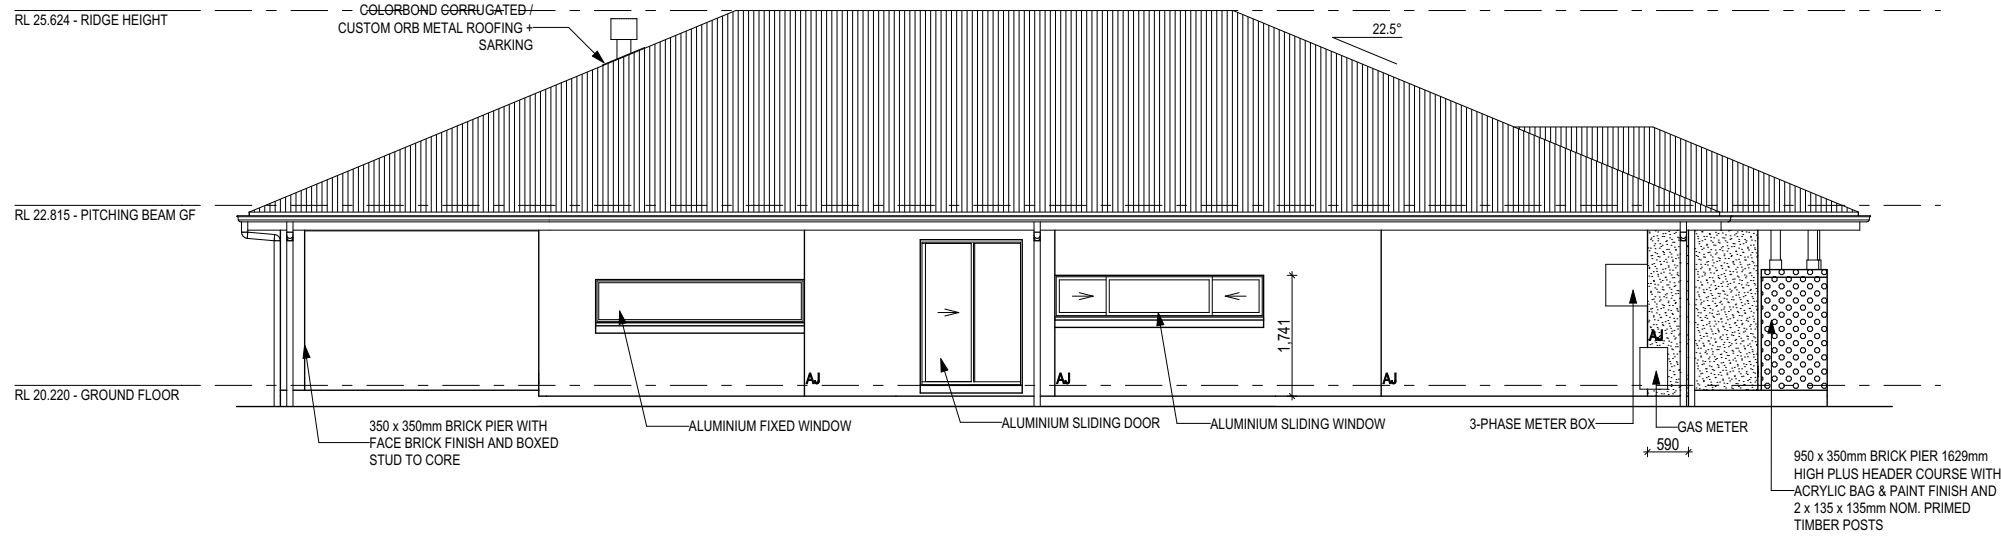 RL 25.624 - RIDGE HEIGHT
COLORBOND CORRUGATED /
CUSTOM ORB METAL ROOFING +
SARKING
22.5°
RL 22.815 - PITCHING BEAM GF
1,741
AJ
AJ
AJ
AJ
RL 20.220 - GROUND FLOOR
350 x 350mm BRICK PIER WITH
FACE BRICK FINISH AND BOXED
STUD TO CORE
ALUMINIUM FIXED WINDOW
ALUMINIUM SLIDING DOOR
ALUMINIUM SLIDING WINDOW
3-PHASE METER BOX
GAS METER
590
950 x 350mm BRICK PIER 1629mm
HIGH PLUS HEADER COURSE WITH
ACRYLIC BAG & PAINT FINISH AND
2 x 135 x 135mm NOM. PRIMED
TIMBER POSTS